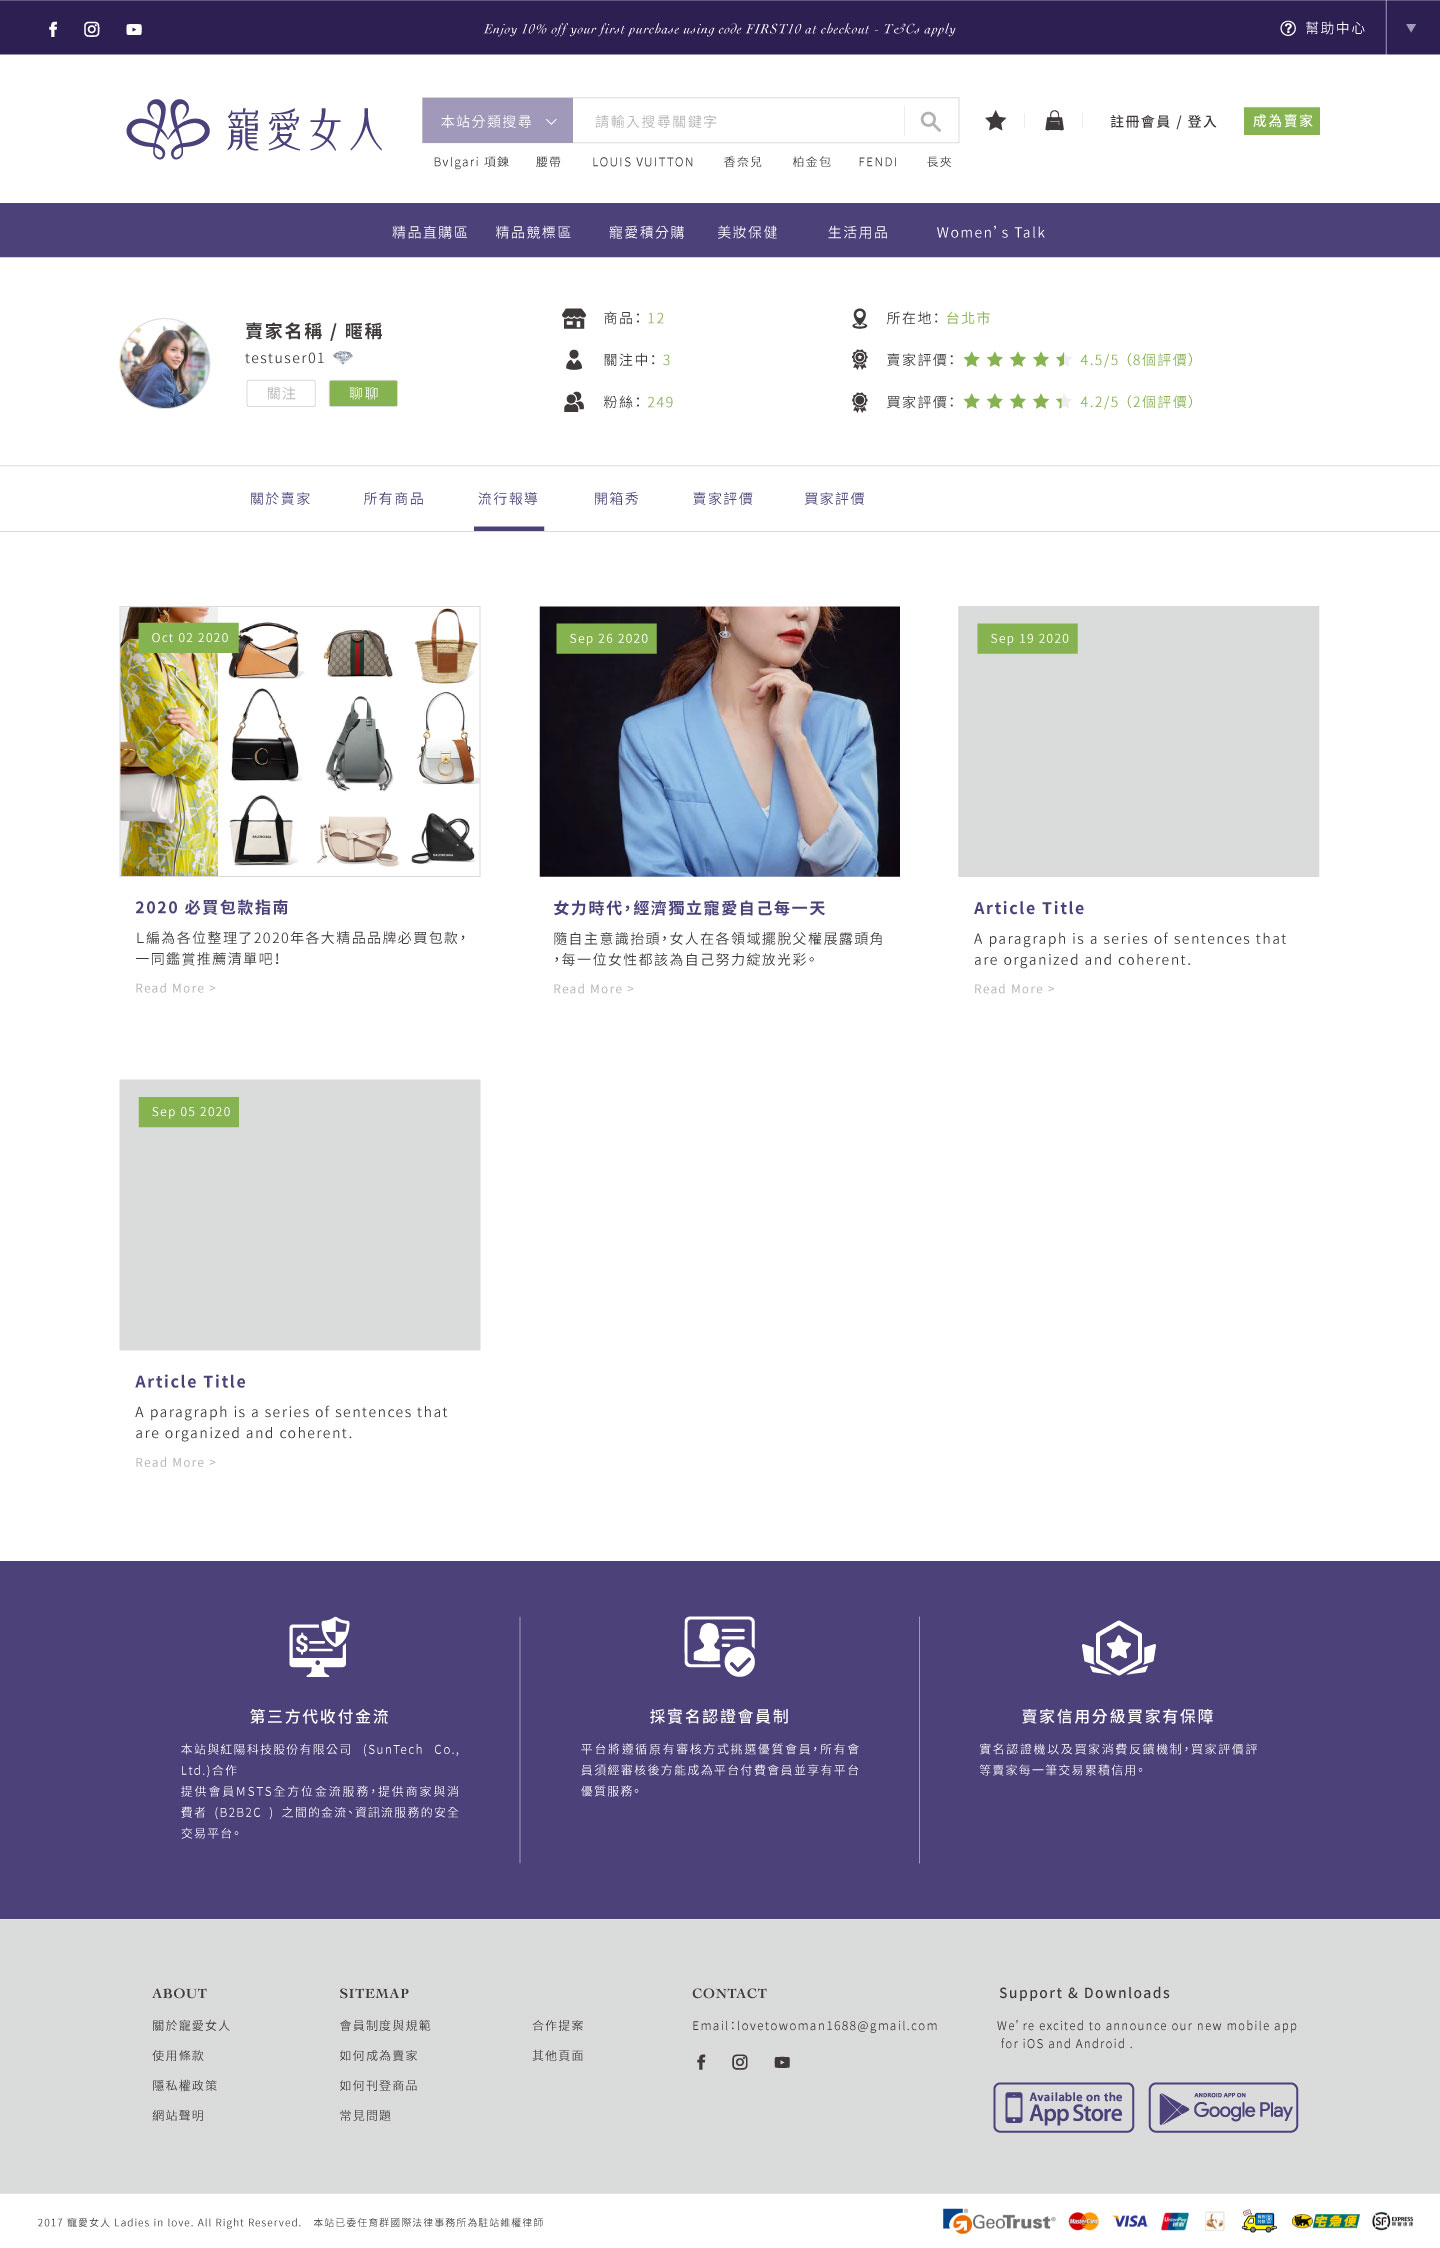 Enjoy 10% off your first purchase using code FIRST10 at checkout - T&Cs apply
幫助中心
寵愛女人
本站分類搜尋
請輸入搜尋關鍵字
註冊會員 / 登入
成為賣家
Bvlgari 項鍊 腰帶 LOUIS VUITTON 香奈兒 柏金包 FENDI 長夾
精品直購區 精品競標區 寵愛積分購 美妝保健 生活用品 Women's Talk
賣家名稱 / 暱稱
testuser01
關注 聊聊
商品：12
關注中：3
粉絲：249
所在地：台北市
賣家評價： 4.5/5（8個評價）
買家評價： 4.2/5（2個評價）
關於賣家 所有商品 流行報導 開箱秀 賣家評價 買家評價
Oct 02 2020
2020 必買包款指南
L編為各位整理了2020年各大精品品牌必買包款，
一同鑑賞推薦清單吧！
Read More >
Sep 26 2020
女力時代，經濟獨立寵愛自己每一天
隨自主意識抬頭，女人在各領域擺脫父權展露頭角
，每一位女性都該為自己努力綻放光彩。
Read More >
Sep 19 2020
Article Title
A paragraph is a series of sentences that
are organized and coherent.
Read More >
Sep 05 2020
Article Title
A paragraph is a series of sentences that
are organized and coherent.
Read More >
第三方代收付金流
本站與紅陽科技股份有限公司 (SunTech Co.,
Ltd.)合作
提供會員MSTS全方位金流服務，提供商家與消
費者 (B2B2C ) 之間的金流、資訊流服務的安全
交易平台。
採實名認證會員制
平台將遵循原有審核方式挑選優質會員，所有會
員須經審核後方能成為平台付費會員並享有平台
優質服務。
賣家信用分級買家有保障
實名認證機以及買家消費反饋機制，買家評價評
等賣家每一筆交易累積信用。
ABOUT
關於寵愛女人
使用條款
隱私權政策
網站聲明
SITEMAP
會員制度與規範
如何成為賣家
如何刊登商品
常見問題
合作提案
其他頁面
CONTACT
Email：lovetowoman1688@gmail.com
Support & Downloads
We're excited to announce our new mobile app
for iOS and Android .
Available on the
App Store
ANDROID APP ON
Google Play
2017 寵愛女人 Ladies in love. All Right Reserved. 本站已委任育群國際法律事務所為駐站維權律師
GeoTrust
MasterCard
VISA
UnionPay
宅急便
SF EXPRESS